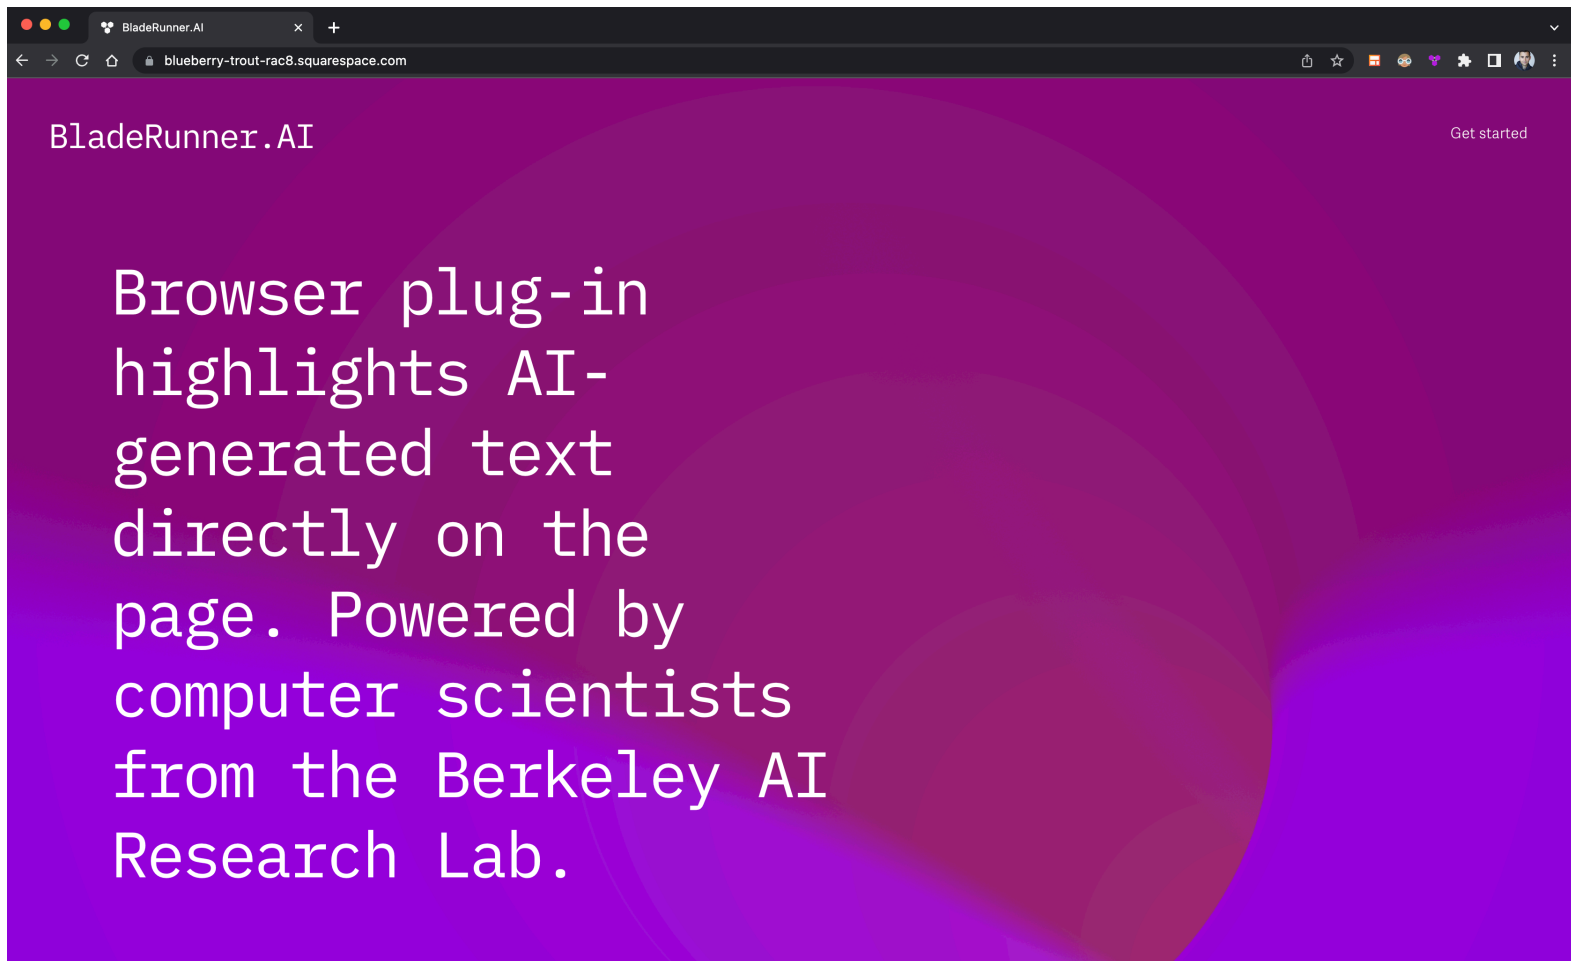 BladeRunner.AI
blueberry-trout-rac8.squarespace.com
BladeRunner.AI
Get started
Browser plug-in
highlights AI-
generated text
directly on the
page. Powered by
computer scientists
from the Berkeley AI
Research Lab.